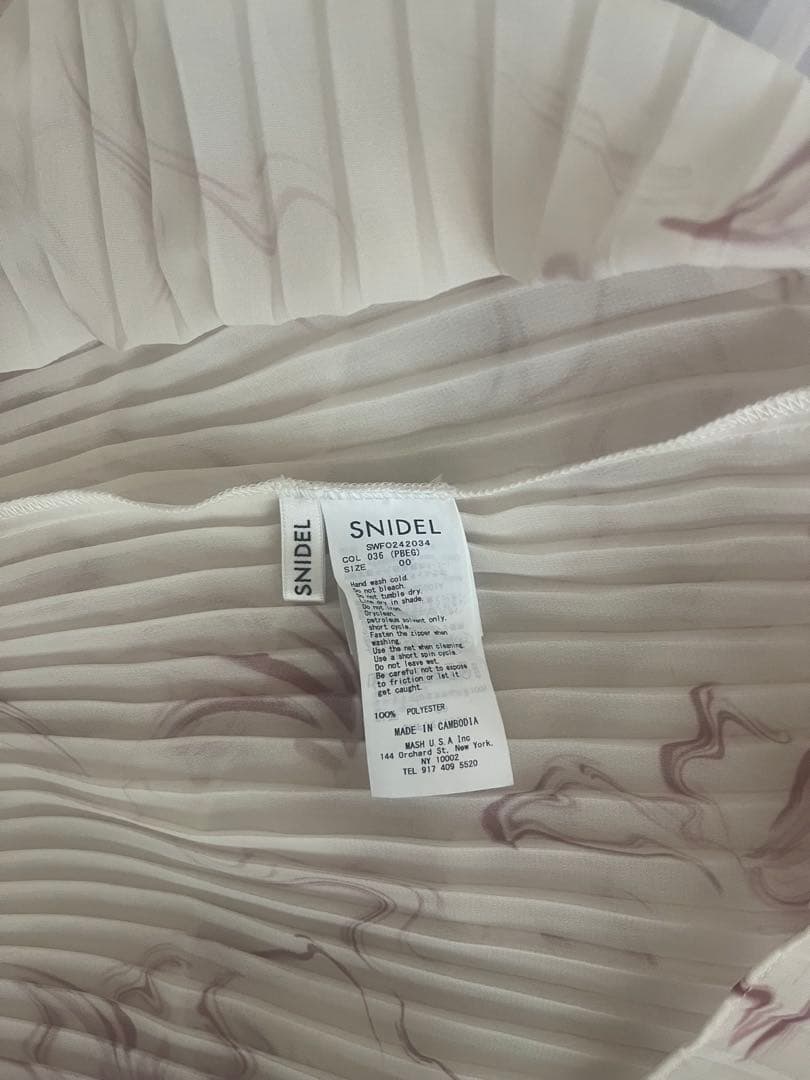 SNIDEL
SNIDEL
SWFO242034
COL 036 (PBEG)
SIZE 00
Hand wash cold.
Do not bleach.
Do not tumble dry.
Line dry in shade.
Do not iron.
Dryclean,
petroleum solvent only.
short cycle.
Fasten the zipper when
washing.
Use the net when cleaning.
Use a short spin cycle.
Do not leave wet.
Be careful not to expose
to friction or let it
get caught.
100% POLYESTER
MADE IN CAMBODIA
MASH U.S.A Inc
144 Orchard St. New York,
NY 10002
TEL 917 409 5520